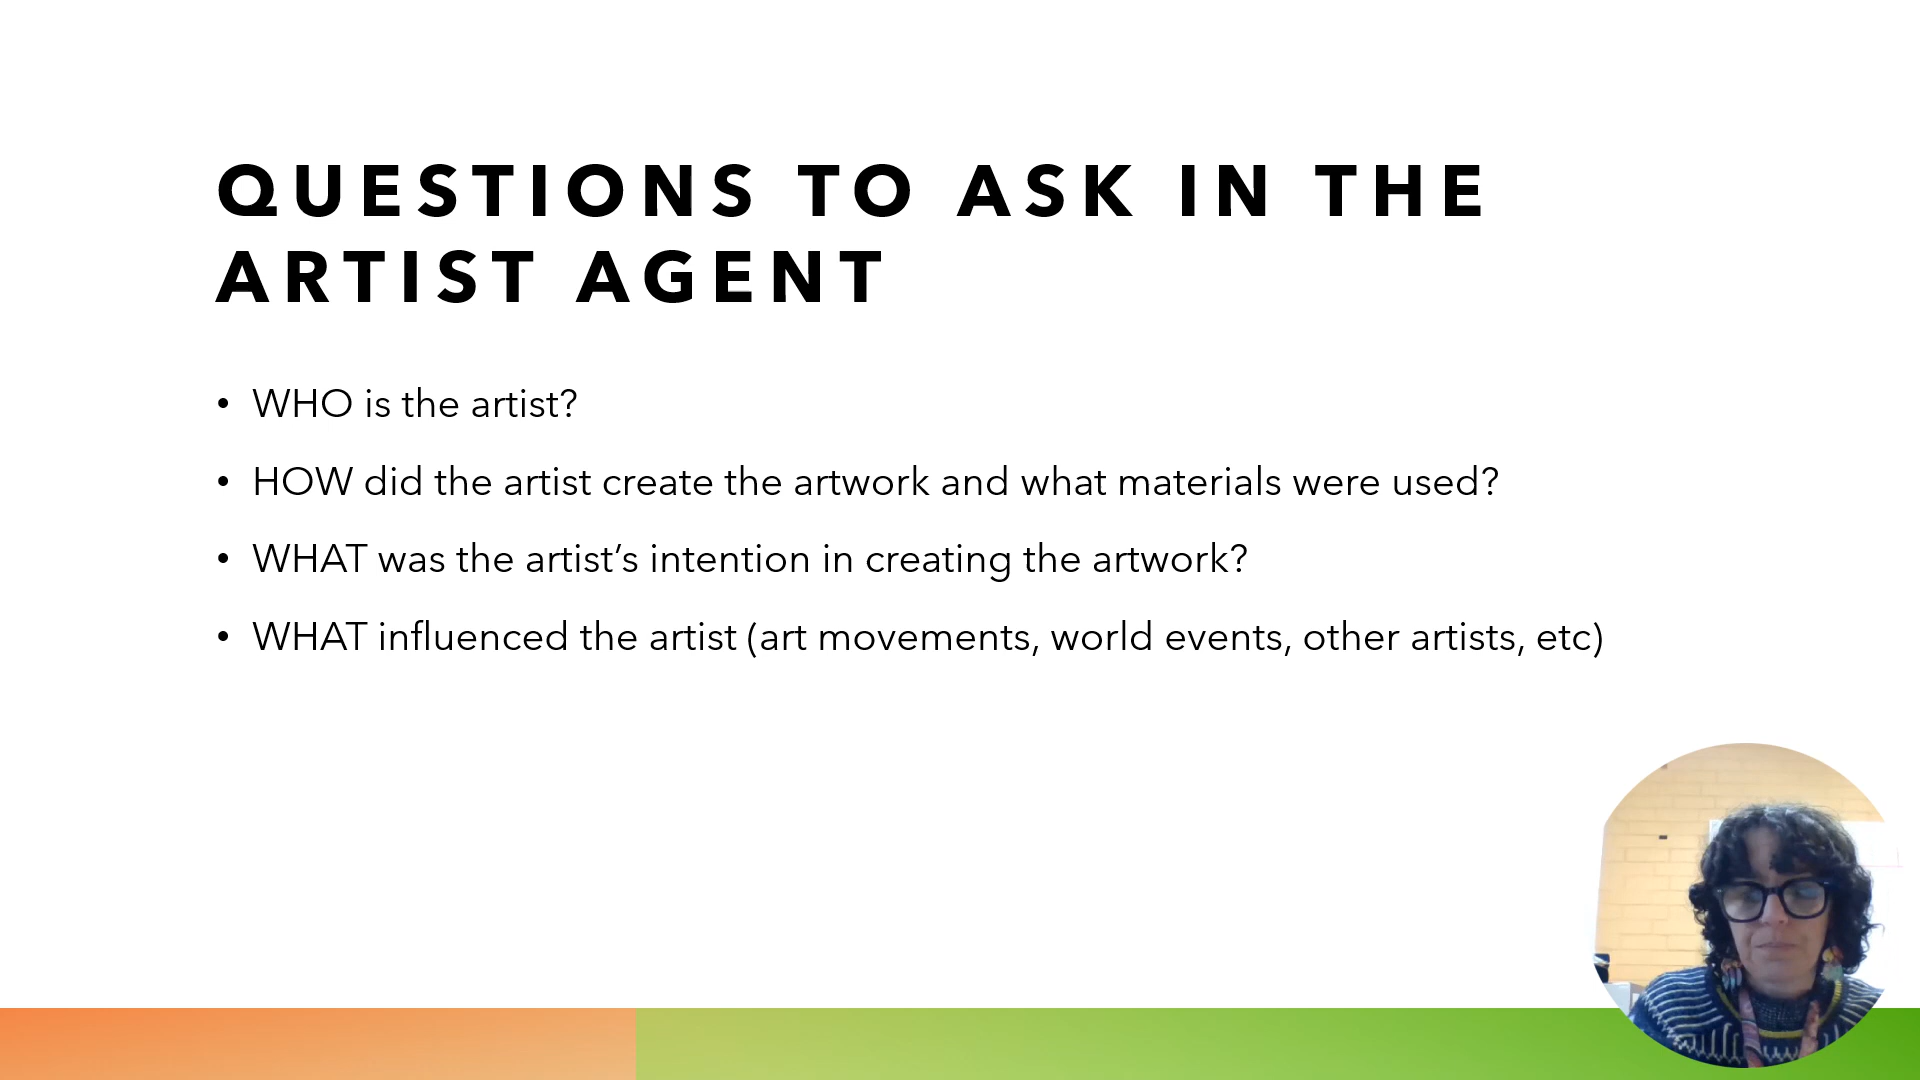 QUESTIONS TO ASK IN THE
ARTIST AGENT
• WHO is the artist?
• HOW did the artist create the artwork and what materials were used?
• WHAT was the artist’s intention in creating the artwork?
• WHAT influenced the artist (art movements, world events, other artists, etc)